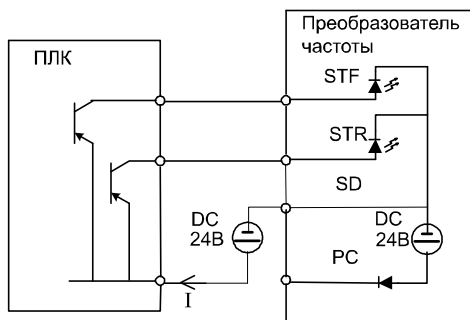 Преобразователь
частоты
ПЛК
STF
STR
SD
DC
24В
DC
24В
PC
I